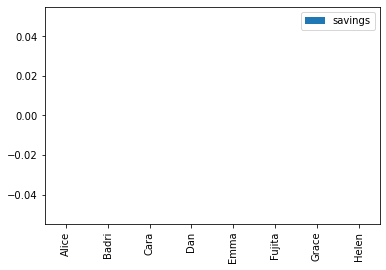 savings
0.04
0.02
0.00
−0.02
−0.04
Alice
Badri
Cara
Dan
Emma
Fujita
Grace
Helen